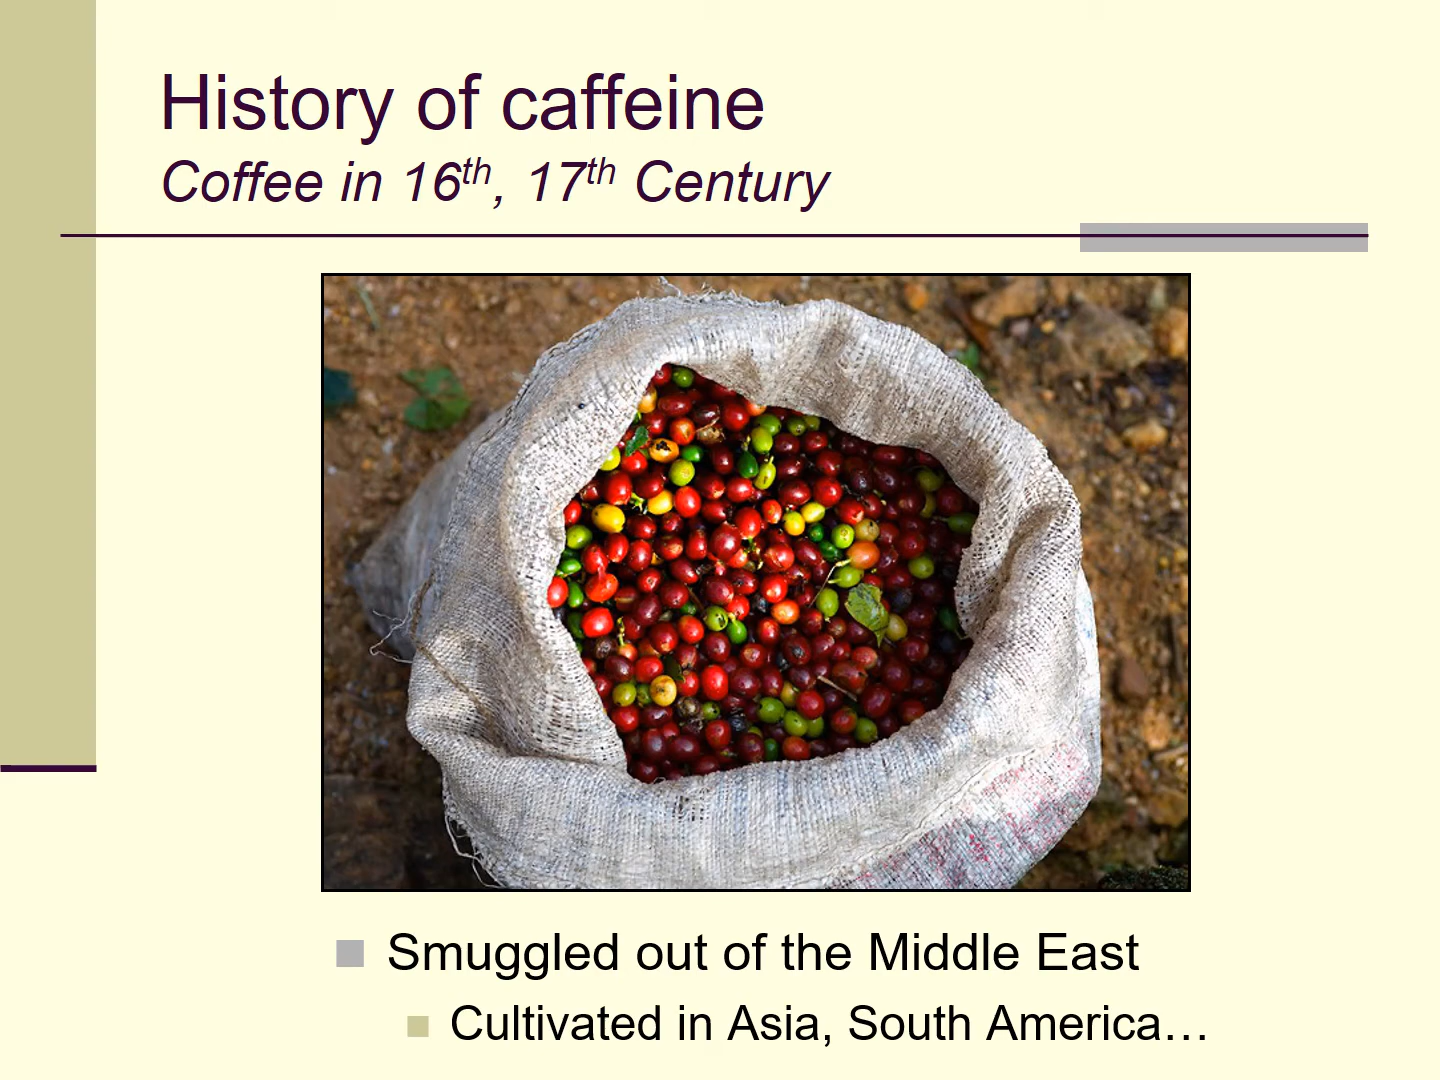 History of caffeine
Coffee in 16th, 17th Century
Smuggled out of the Middle East
Cultivated in Asia, South America…